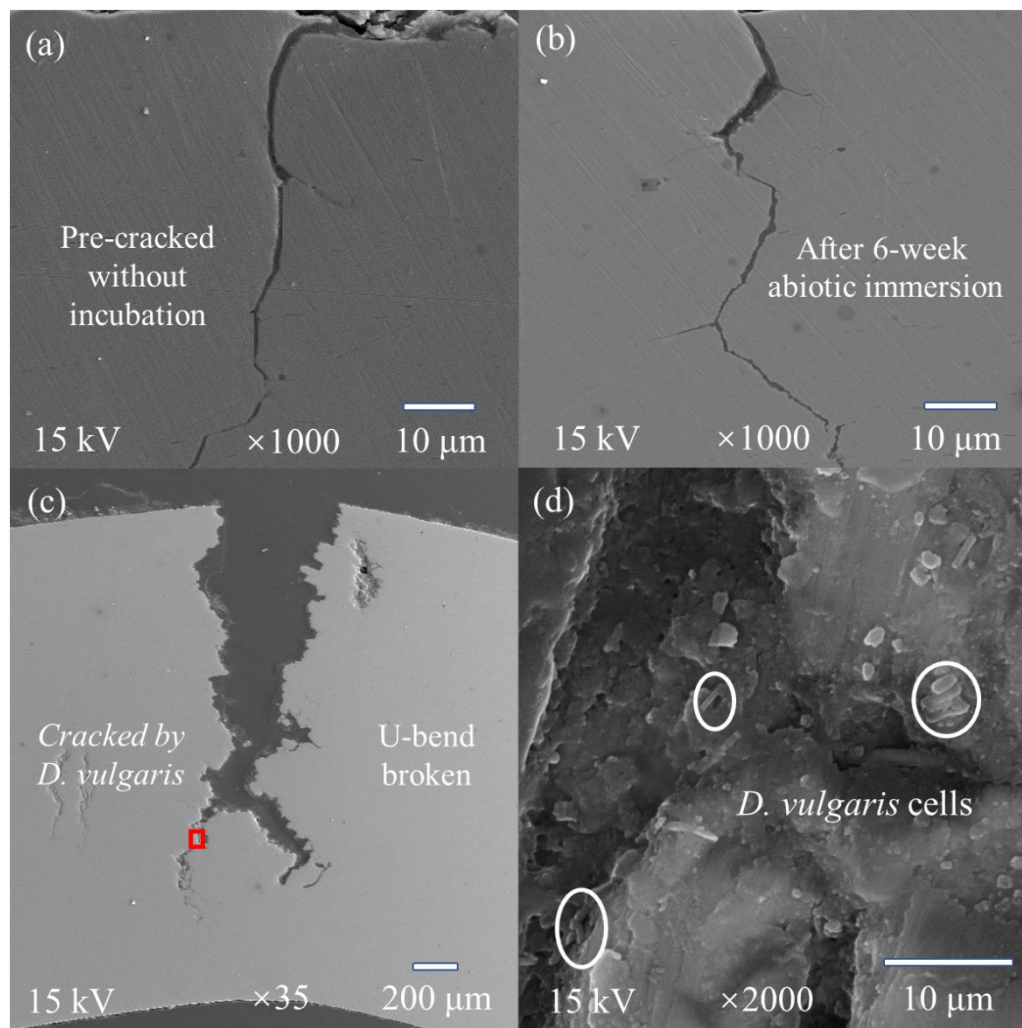 (a)
Pre-cracked
without
incubation
15 kV ×1000 10 μm
(b)
After 6-week
abiotic immersion
15 kV ×1000 10 μm
(c)
Cracked by
D. vulgaris
U-bend
broken
15 kV ×35 200 μm
(d)
D. vulgaris cells
15 kV ×2000 10 μm